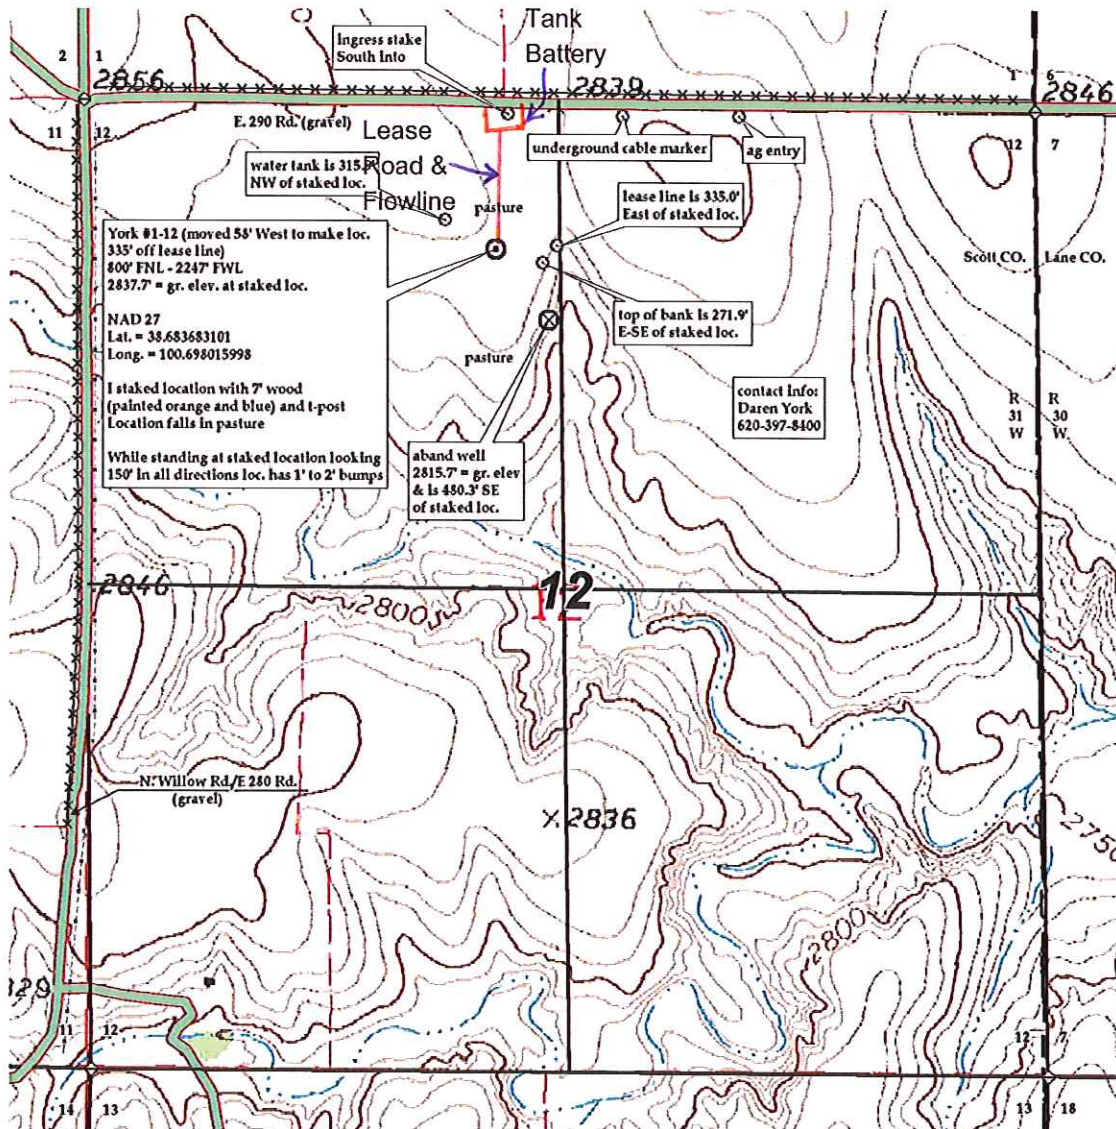 Tank
Battery
Ingress stake
South into
2
1
2856
2839
1
6
2846
E. 290 Rd. (gravel)
11
12
Lease
Road &
Flowline
underground cable marker
ag entry
12
7
water tank is 315.
NW of staked loc.
pasture
lease line is 335.0'
East of staked loc.
York #1-12 (moved 58' West to make loc.
335' off lease line)
800' FNL - 2247' FWL
2837.7' = gr. elev. at staked loc.
NAD 27
Lat. = 38.683683101
Long. = 100.698015998
I staked location with 7' wood
(painted orange and blue) and t-post
Location falls in pasture
While standing at staked location looking
150' in all directions loc. has 1' to 2' bumps
Scott CO.
Lane CO.
top of bank is 271.9'
E-SE of staked loc.
pasture
contact info:
Daren York
620-397-8400
R
31
W
R
30
W
aband well
2815.7' = gr. elev
& is 480.3' SE
of staked loc.
2846
12
2800
N. Willow Rd./E 280 Rd.
(gravel)
2836
2750
2800
329
11
12
12
7
14
13
13
18